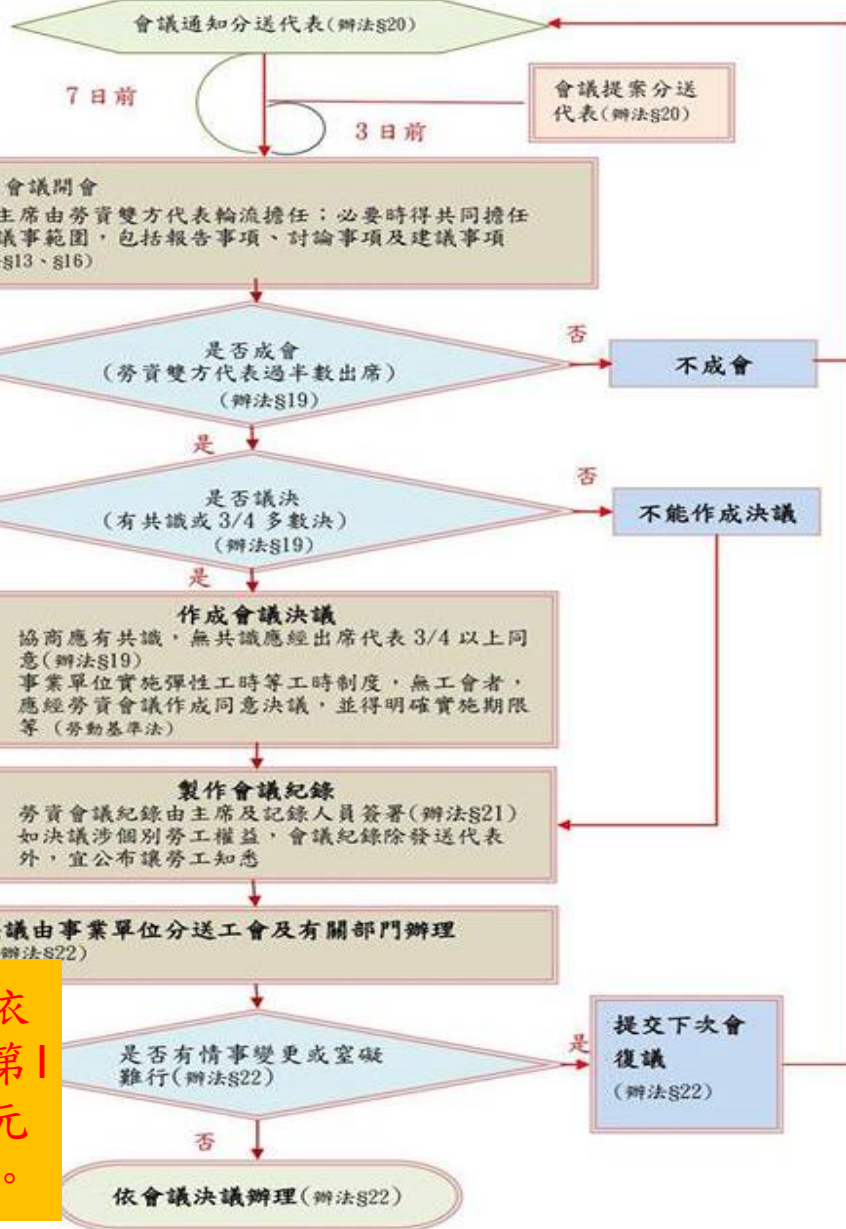 會議通知分送代表(辦法§20)
7 日前
會議提案分送
代表(辦法§20)
3 日前
會議開會
主席由勞資雙方代表輪流擔任；必要時得共同擔任
議事範圍，包括報告事項、討論事項及建議事項
§13、§16)
是否成會
(勞資雙方代表過半數出席)
(辦法§19)
否
不成會
是
是否議決
(有共識或 3/4 多數決)
(辦法§19)
否
不能作成決議
是
作成會議決議
協商應有共識，無共識應經出席代表 3/4 以上同
意(辦法§19)
事業單位實施彈性工時等工時制度，無工會者，
應經勞資會議作成同意決議，並得明確實施期限
等 (勞動基準法)
製作會議紀錄
勞資會議紀錄由主席及記錄人員簽署(辦法§21)
如決議涉個別勞工權益，會議紀錄除發送代表
外，宜公布讓勞工知悉
議由事業單位分送工會及有關部門辦理
辦法§22)
依
第1
元
。
是否有情事變更或窒礙
難行(辦法§22)
是
提交下次會
復議
(辦法§22)
否
依會議決議辦理(辦法§22)